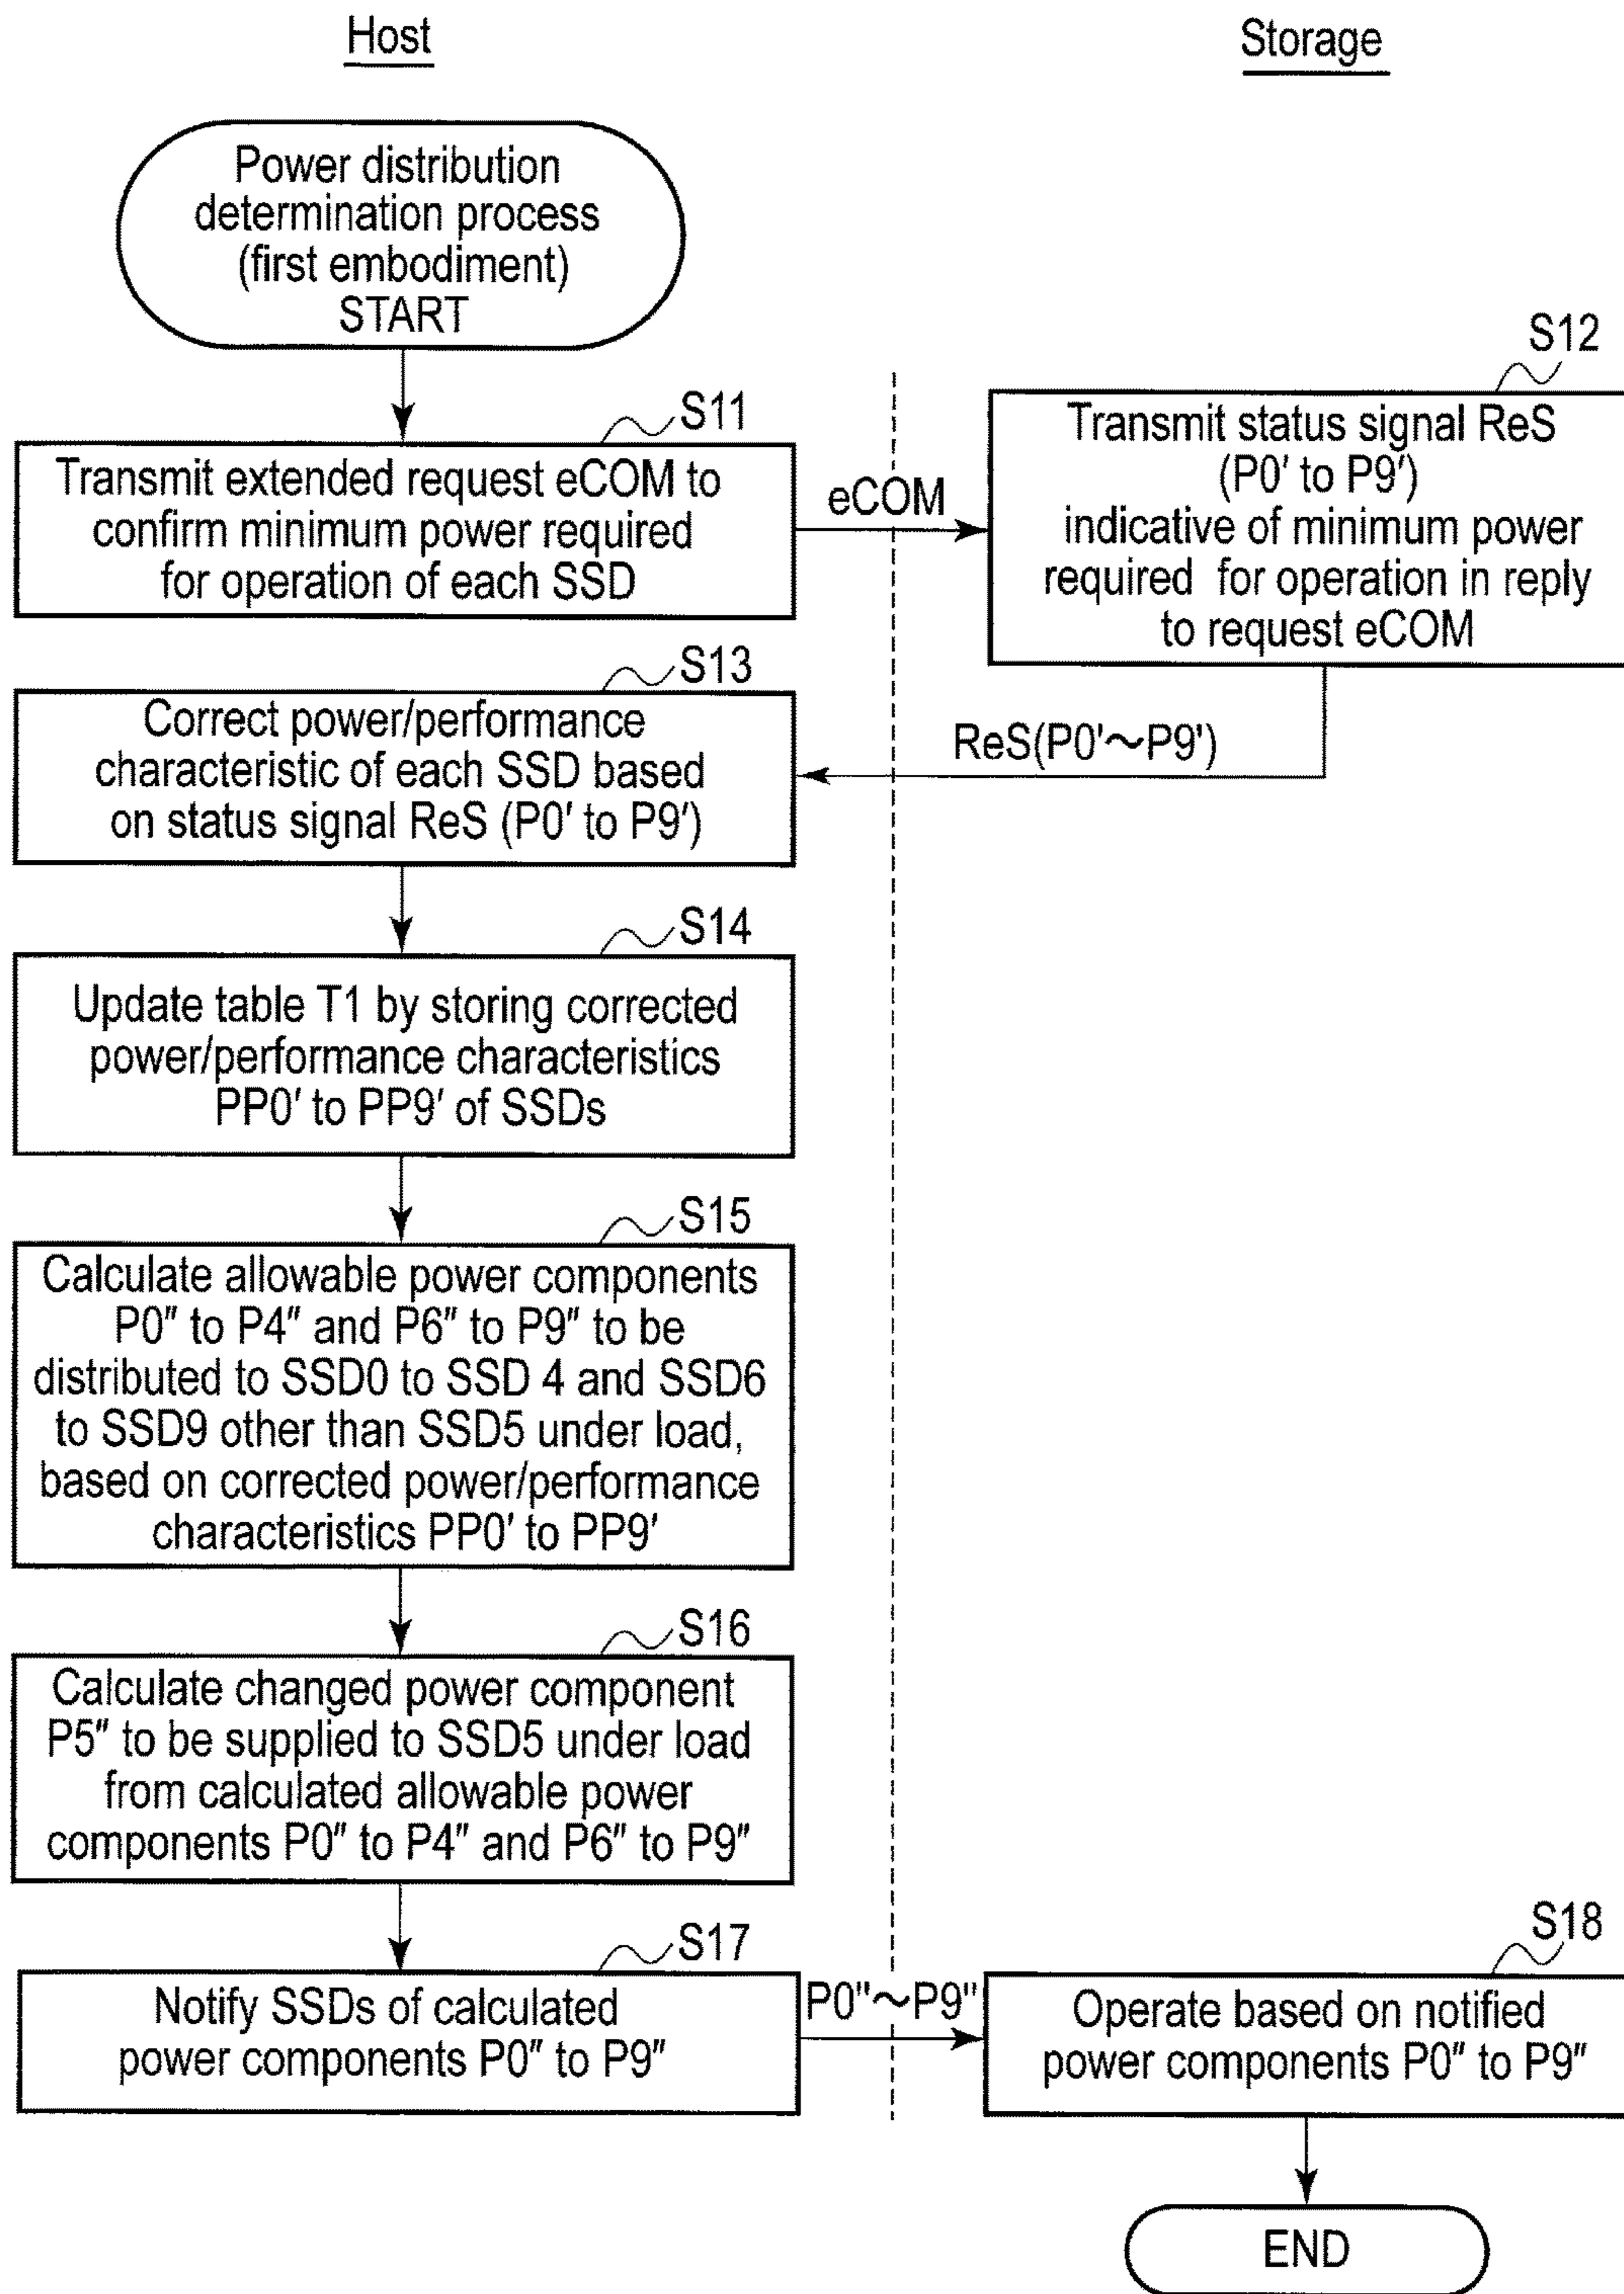 Host
Storage
Power distribution
determination process
(first embodiment)
START
S11
Transmit extended request eCOM to
confirm minimum power required
for operation of each SSD
eCOM
S12
Transmit status signal ReS
(P0′ to P9′)
indicative of minimum power
required for operation in reply
to request eCOM
ReS(P0'～P9')
S13
Correct power/performance
characteristic of each SSD based
on status signal ReS (P0′ to P9′)
S14
Update table T1 by storing corrected
power/performance characteristics
PP0′ to PP9′ of SSDs
S15
Calculate allowable power components
P0″ to P4″ and P6″ to P9″ to be
distributed to SSD0 to SSD 4 and SSD6
to SSD9 other than SSD5 under load,
based on corrected power/performance
characteristics PP0′ to PP9′
S16
Calculate changed power component
P5″ to be supplied to SSD5 under load
from calculated allowable power
components P0″ to P4″ and P6″ to P9″
S17
Notify SSDs of calculated
power components P0″ to P9″
P0"～P9"
S18
Operate based on notified
power components P0″ to P9″
END